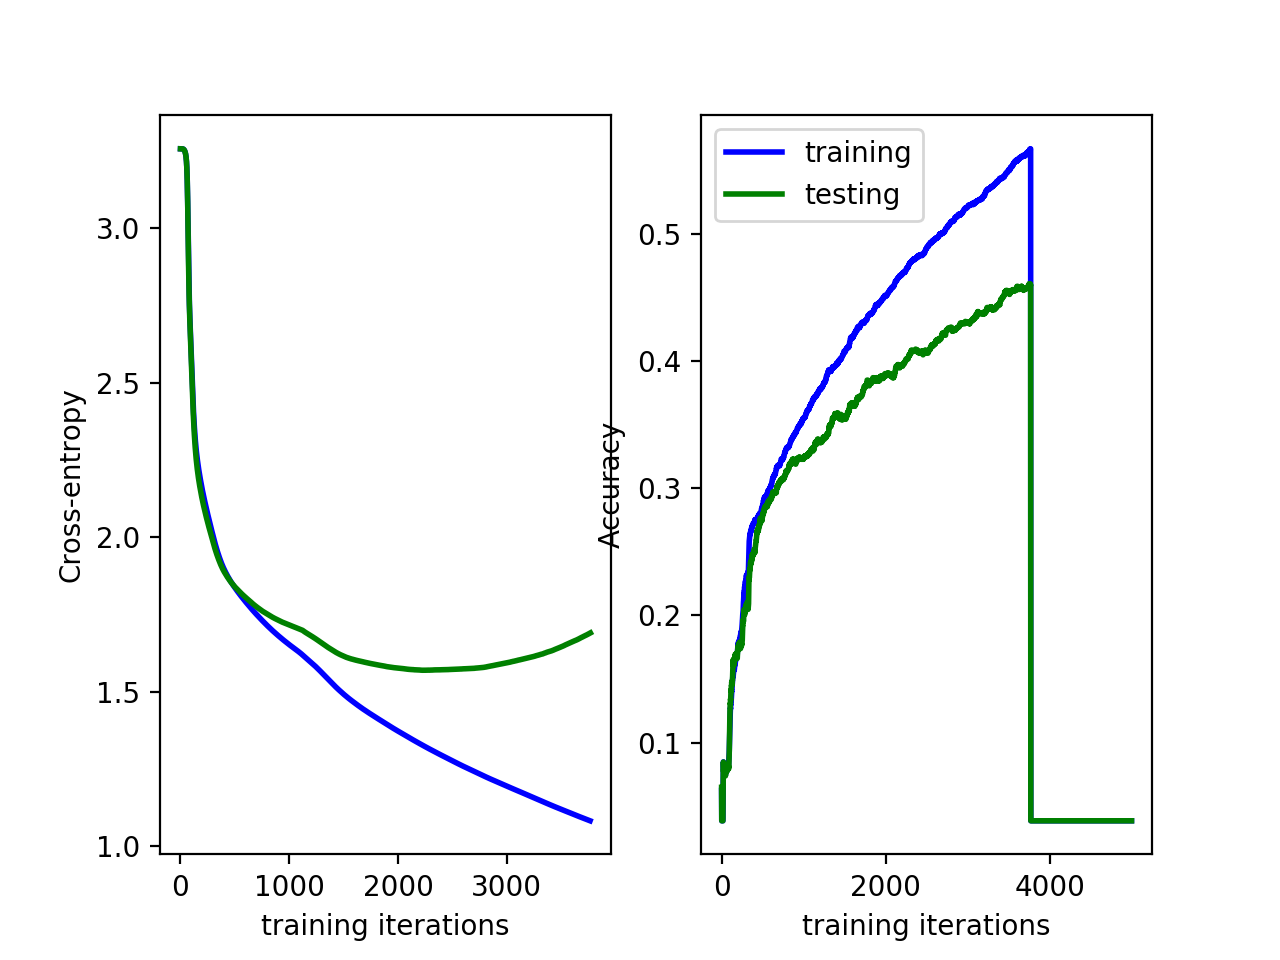 Cross-entropy
3.0
2.5
2.0
1.5
1.0
0 1000 2000 3000
training iterations
training
testing
Accuracy
0.5
0.4
0.3
0.2
0.1
0 2000 4000
training iterations